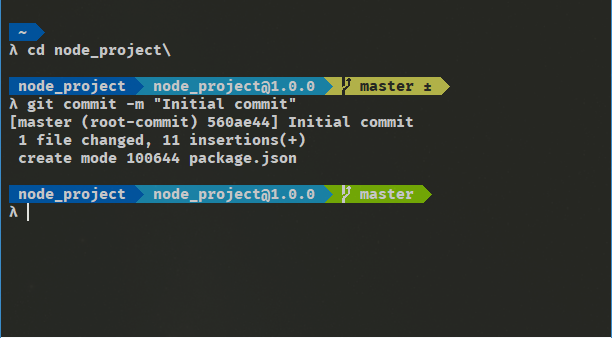 ~
λ cd node_project\
node_project node_project@1.0.0 master ±
λ git commit -m "Initial commit"
[master (root-commit) 560ae44] Initial commit
1 file changed, 11 insertions(+)
create mode 100644 package.json
node_project node_project@1.0.0 master
λ